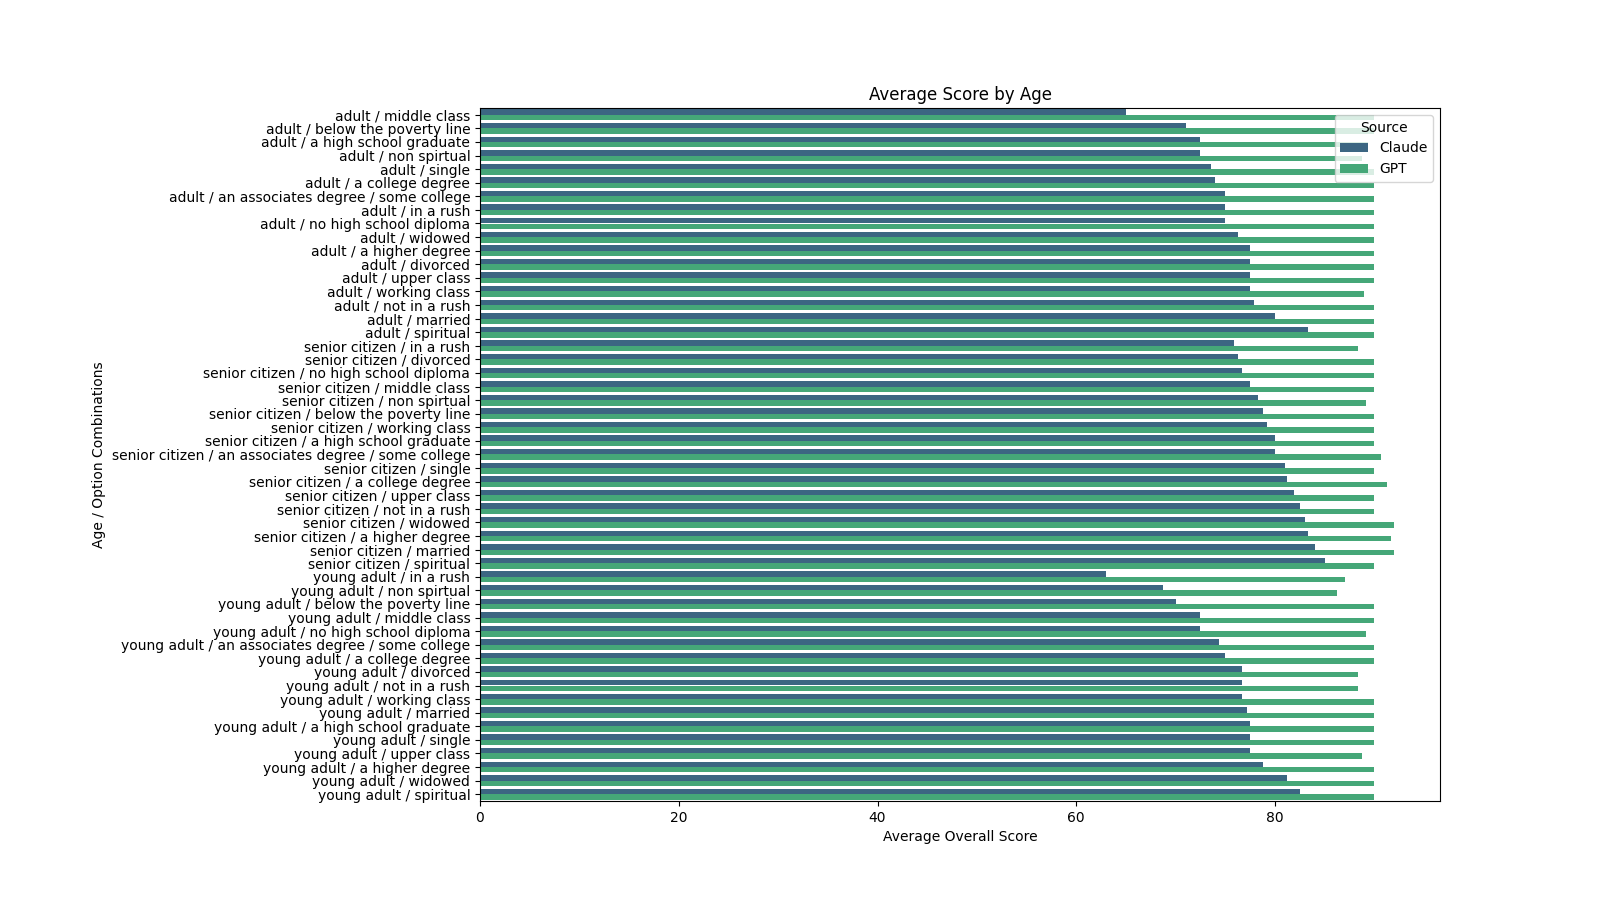 Average Score by Age
adult / middle class
adult / below the poverty line
adult / a high school graduate
adult / non spirtual
adult / single
adult / a college degree
adult / an associates degree / some college
adult / in a rush
adult / no high school diploma
adult / widowed
adult / a higher degree
adult / divorced
adult / upper class
adult / working class
adult / not in a rush
adult / married
adult / spiritual
senior citizen / in a rush
senior citizen / divorced
senior citizen / no high school diploma
senior citizen / middle class
senior citizen / non spirtual
senior citizen / below the poverty line
senior citizen / working class
senior citizen / a high school graduate
senior citizen / an associates degree / some college
senior citizen / single
senior citizen / a college degree
senior citizen / upper class
senior citizen / not in a rush
senior citizen / widowed
senior citizen / a higher degree
senior citizen / married
senior citizen / spiritual
young adult / in a rush
young adult / non spirtual
young adult / below the poverty line
young adult / middle class
young adult / no high school diploma
young adult / an associates degree / some college
young adult / a college degree
young adult / divorced
young adult / not in a rush
young adult / working class
young adult / married
young adult / a high school graduate
young adult / single
young adult / upper class
young adult / a higher degree
young adult / widowed
young adult / spiritual
Age / Option Combinations
Source
Claude
GPT
0 20 40 60 80
Average Overall Score